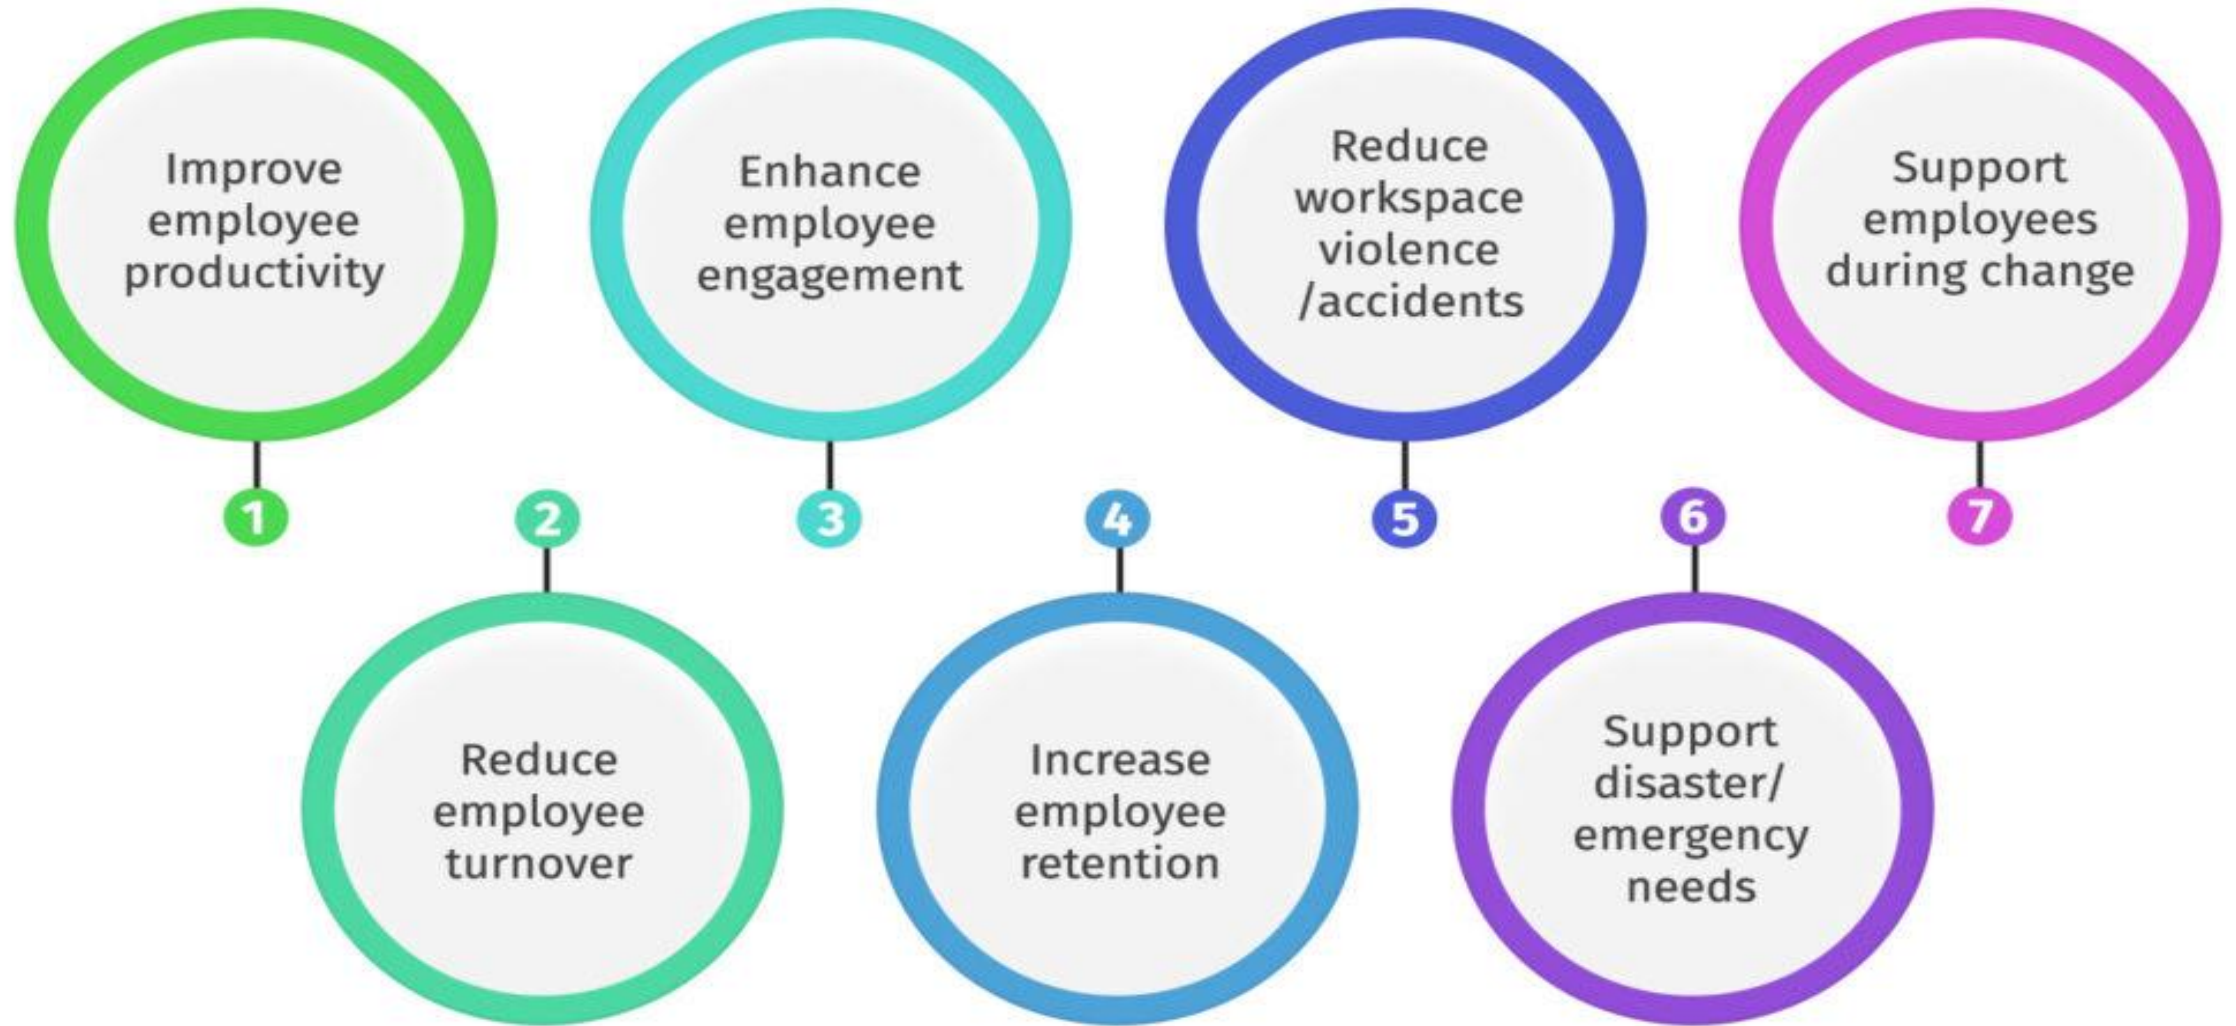 Improve
employee
productivity
1
2
Reduce
employee
turnover
Enhance
employee
engagement
3
4
Increase
employee
retention
Reduce
workspace
violence
/accidents
5
6
Support
disaster/
emergency
needs
Support
employees
during change
7